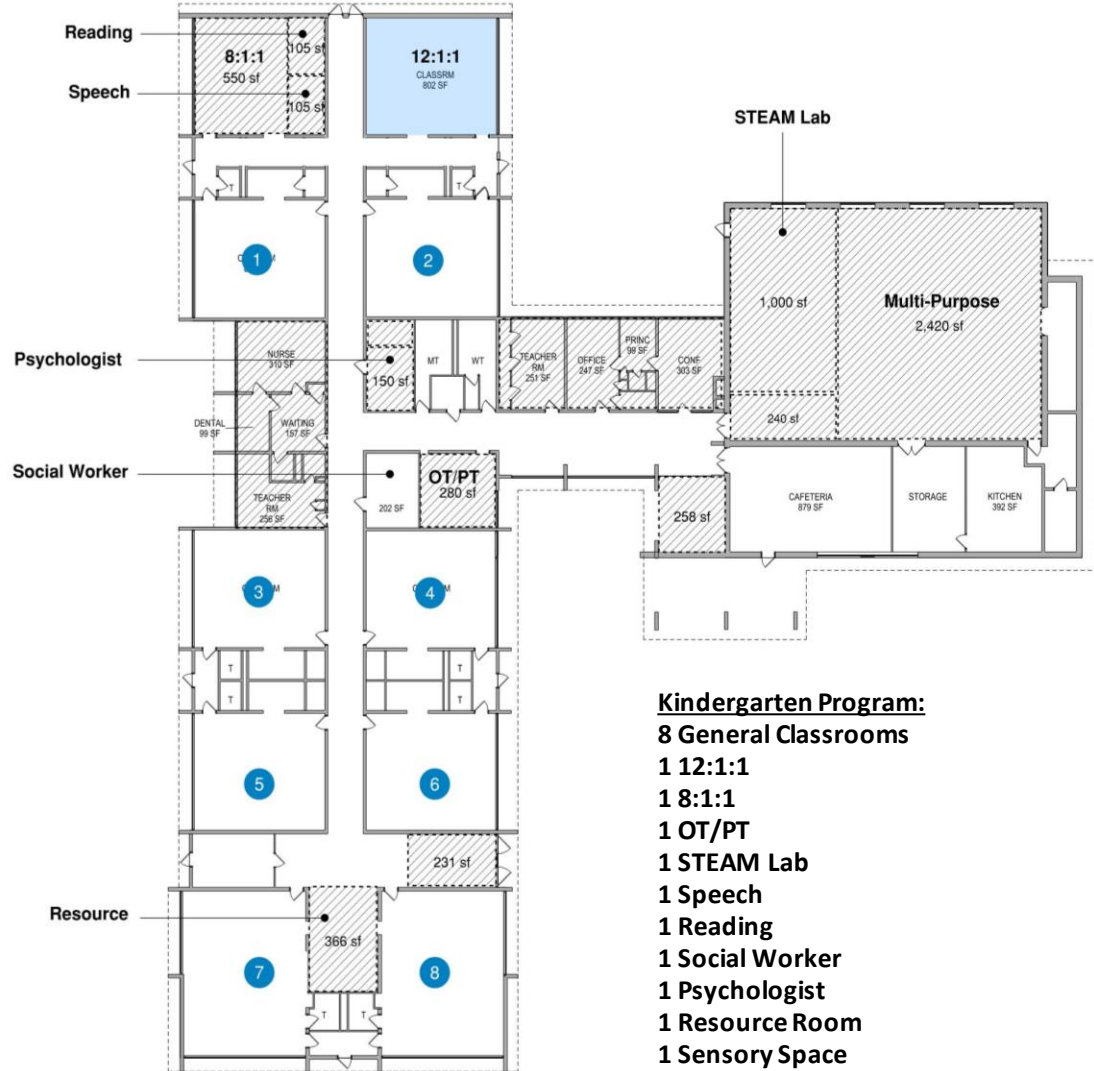 Reading
8:1:1
550 sf
105 sf
12:1:1
CLASSRM
802 SF
Speech
105 sf
STEAM Lab
T
T
1
2
1,000 sf
Multi-Purpose
2,420 sf
Psychologist
NURSE
310 SF
150 sf
MT
WT
TEACHER
RM
251 SF
OFFICE
247 SF
PRINC
99 SF
CONF
303 SF
DENTAL
99 SF
WAITING
157 SF
240 sf
Social Worker
TEACHER
RM
256 SF
202 SF
OT/PT
280 sf
258 sf
CAFETERIA
879 SF
STORAGE
KITCHEN
392 SF
3
4
T
T
T
T
5
6
231 sf
Resource
366 sf
7
8
T
T
Kindergarten Program:
8 General Classrooms
1 12:1:1
1 8:1:1
1 OT/PT
1 STEAM Lab
1 Speech
1 Reading
1 Social Worker
1 Psychologist
1 Resource Room
1 Sensory Space